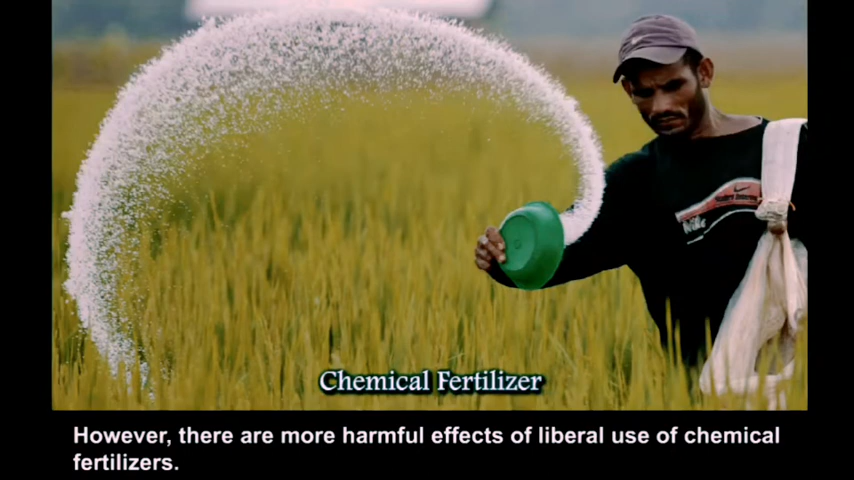 Chemical Fertilizer
However, there are more harmful effects of liberal use of chemical
fertilizers.